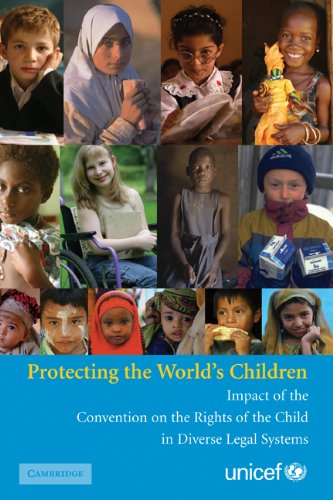 Protecting the World's Children
Impact of the
Convention on the Rights of the Child
in Diverse Legal Systems
CAMBRIDGE
unicef